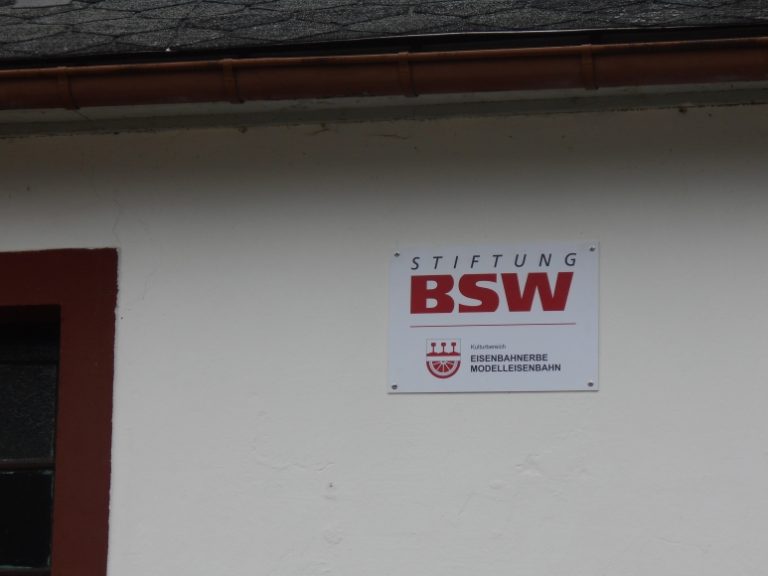 STIFTUNG
BSW
Kulturbereich
EISENBAHNERBE
MODELLEISENBAHN